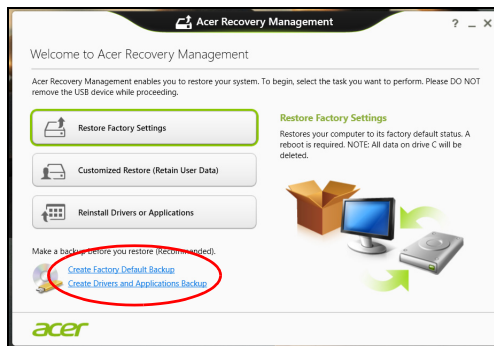 Acer Recovery Management
? _ X
Welcome to Acer Recovery Management
Acer Recovery Management enables you to restore your system. To begin, select the task you want to perform. Please DO NOT
remove the USB device while proceeding.
Restore Factory Settings
Customized Restore (Retain User Data)
Reinstall Drivers or Applications
Restore Factory Settings
Restores your computer to its factory default status. A
reboot is required. NOTE: All data on drive C will be
deleted.
Make a backup before you restore (Recommended).
Create Factory Default Backup
Create Drivers and Applications Backup
acer